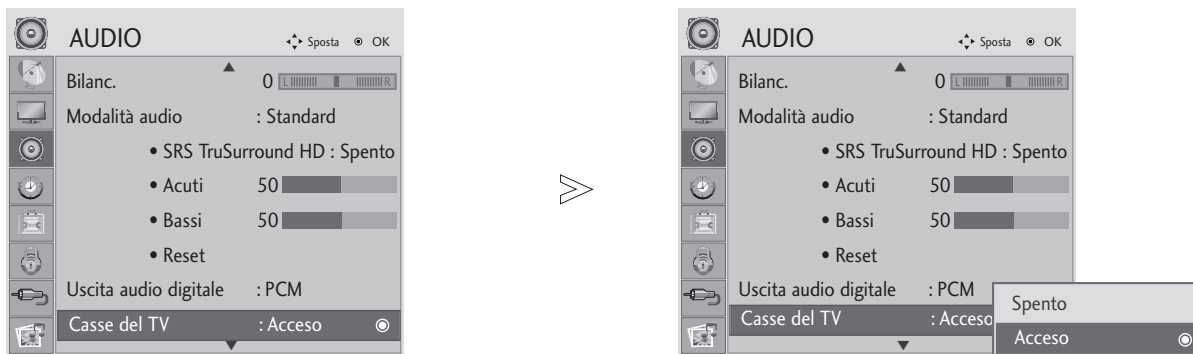 AUDIO
Sposta OK
Bilanc. 0 L R
Modalità audio : Standard
• SRS TruSurround HD : Spento
• Acuti 50
• Bassi 50
• Reset
Uscita audio digitale : PCM
Casse del TV : Acceso
AUDIO
Sposta OK
Bilanc. 0 L R
Modalità audio : Standard
• SRS TruSurround HD : Spento
• Acuti 50
• Bassi 50
• Reset
Uscita audio digitale : PCM
Casse del TV : Acceso
Spento
Acceso